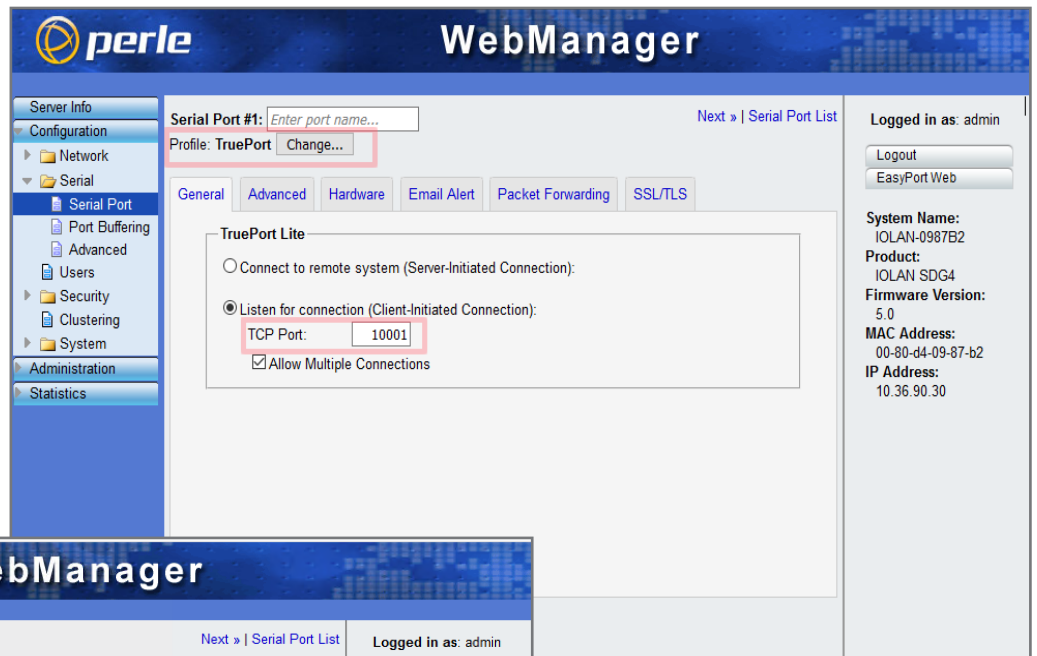 perle
WebManager
Server Info
Configuration
Network
Serial
Serial Port
Port Buffering
Advanced
Users
Security
Clustering
System
Administration
Statistics
Serial Port #1: Enter port name...
Next » | Serial Port List
Profile: TruePort Change...
General Advanced Hardware Email Alert Packet Forwarding SSL/TLS
TruePort Lite
Connect to remote system (Server-Initiated Connection):
Listen for connection (Client-Initiated Connection):
TCP Port: 10001
Allow Multiple Connections
Logged in as: admin
Logout
EasyPort Web
System Name:
IOLAN-0987B2
Product:
IOLAN SDG4
Firmware Version:
5.0
MAC Address:
00-80-d4-09-87-b2
IP Address:
10.36.90.30
ebManager
Next » | Serial Port List
Logged in as: admin